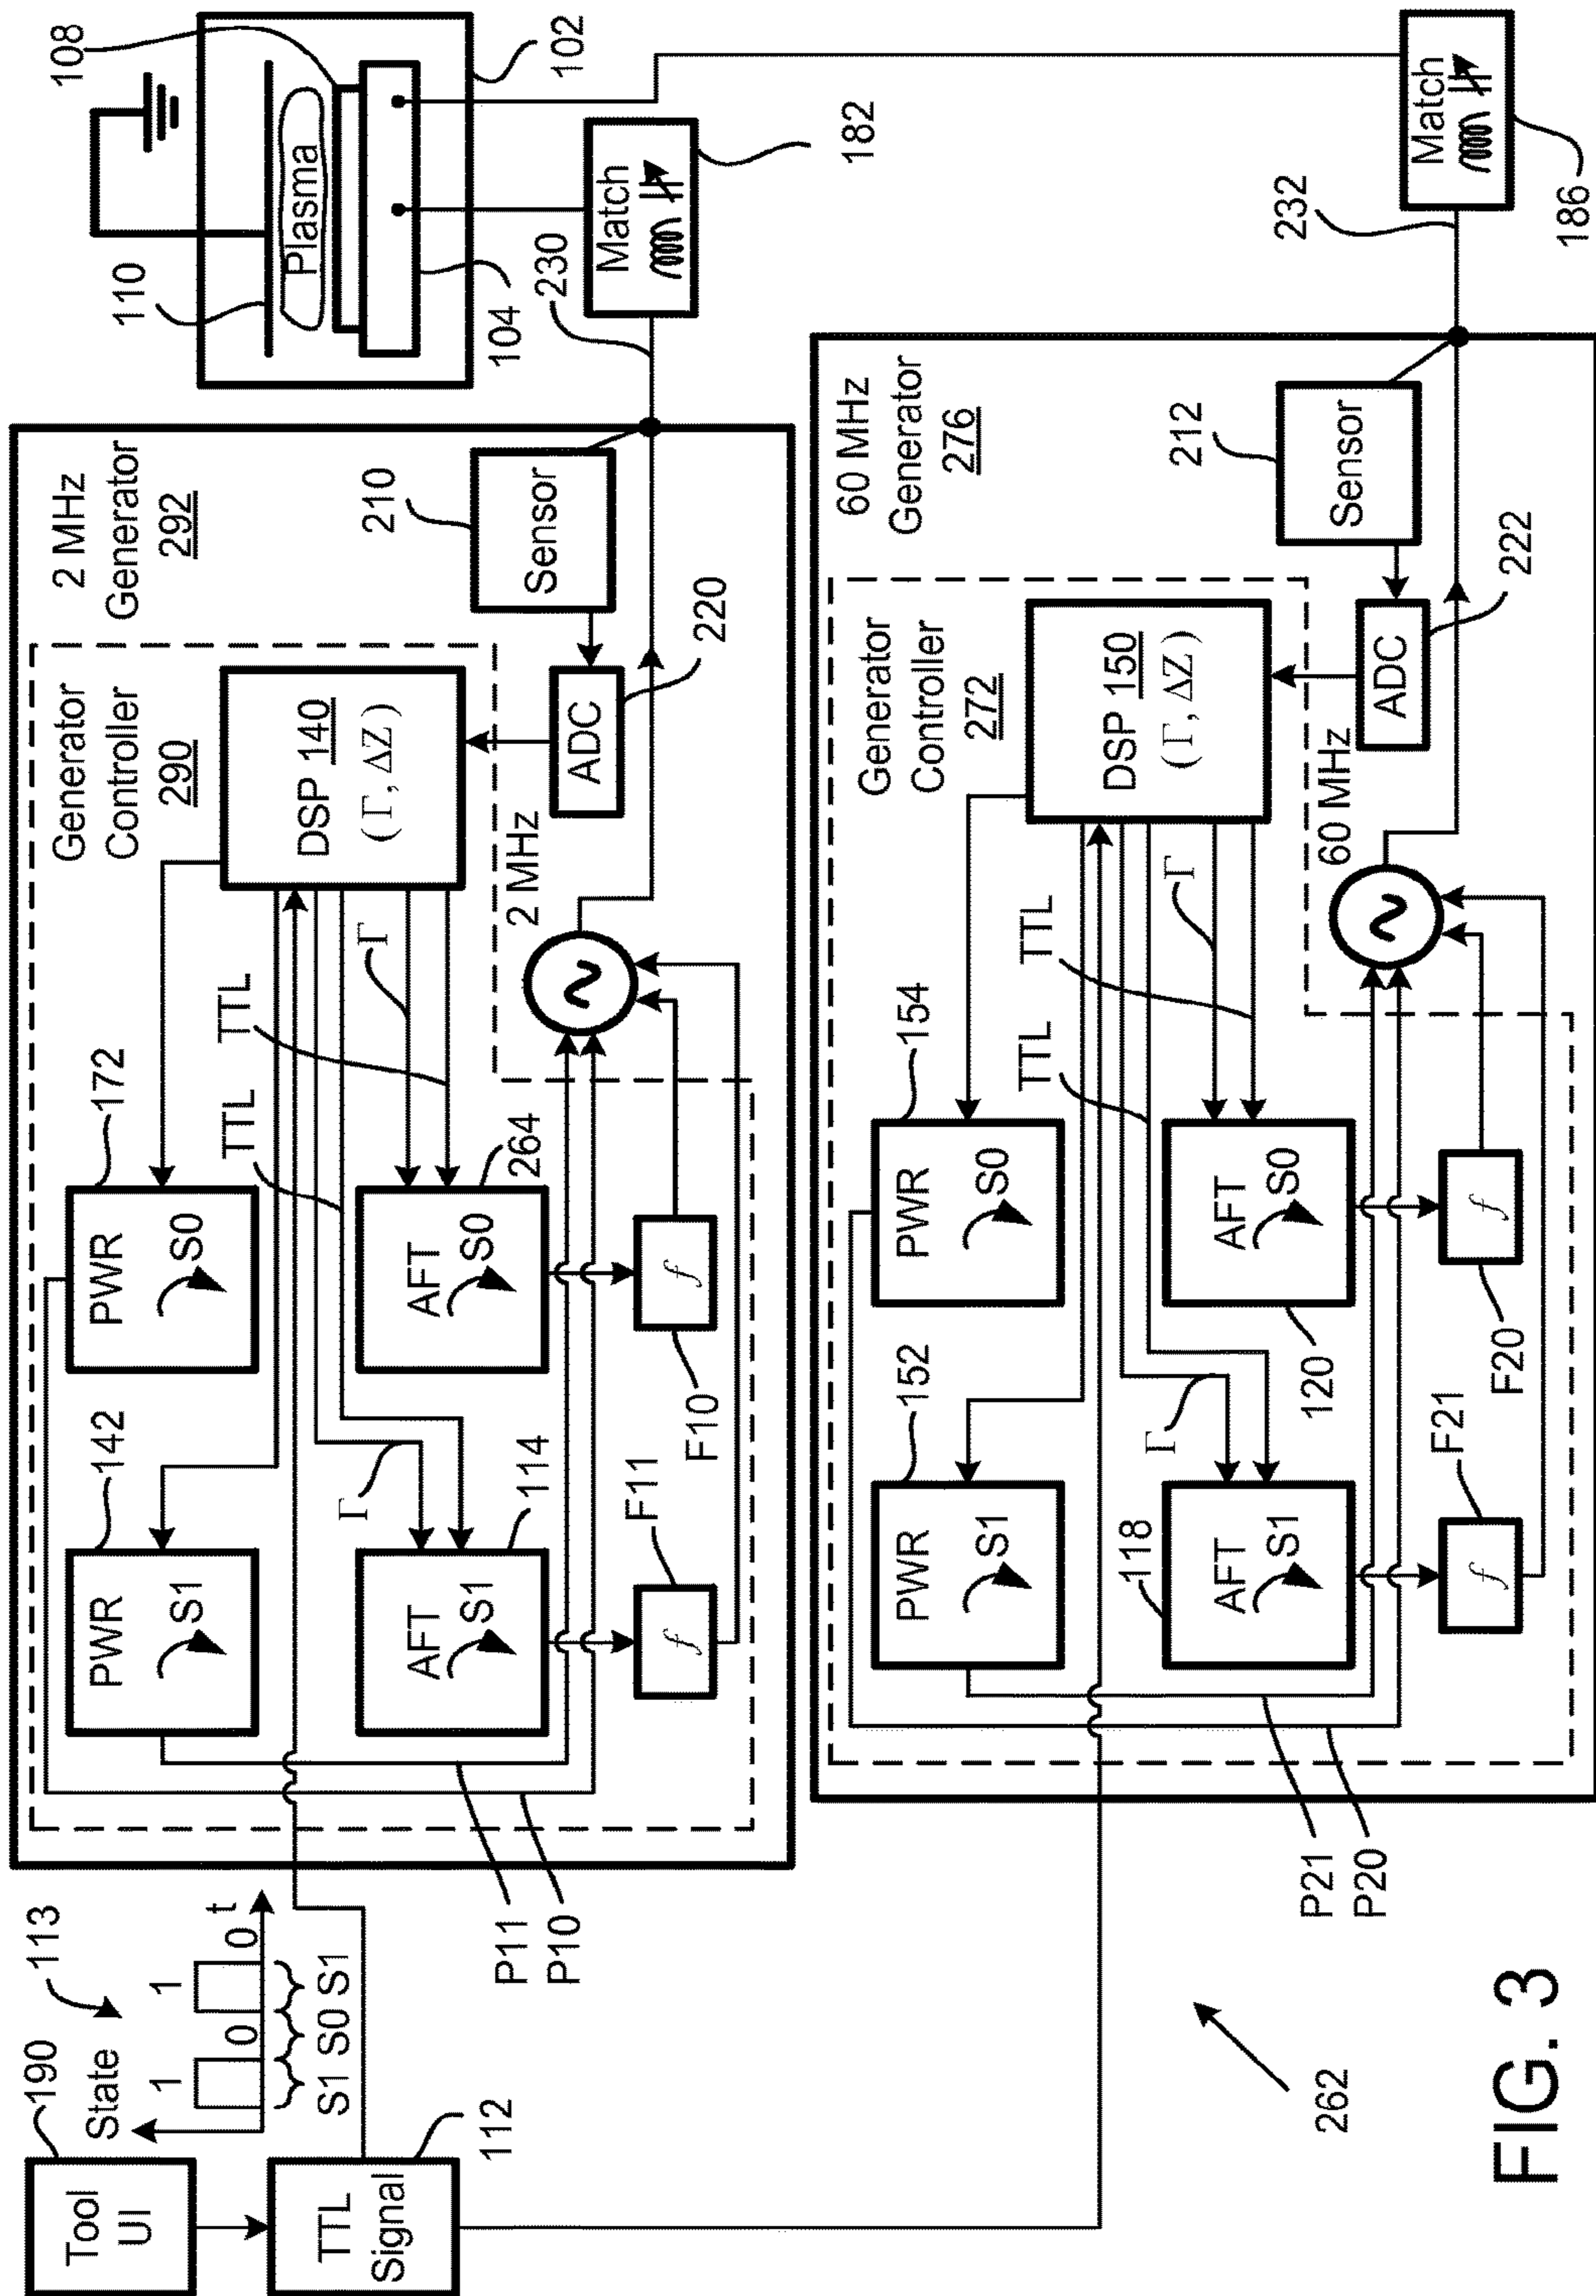 190
Tool
UI
State
113
1
0
1
0
t
S1 S0 S1
TTL
Signal
112
2 MHz
Generator
292
Generator
Controller
290
142
PWR
S1
172
PWR
S0
TTL
TTL
Γ
DSP 140
(Γ, ΔZ)
210
Sensor
Γ
AFT
S1
114
AFT
S0
264
2 MHz
ADC
220
f
F11
f
F10
P11
P10
110
108
Plasma
102
104
230
Match
182
60 MHz
Generator
276
Generator
Controller
272
152
PWR
S1
154
PWR
S0
TTL
TTL
Γ
DSP 150
(Γ, ΔZ)
212
Sensor
118
Γ
AFT
S1
AFT
S0
120
60 MHz
ADC
222
f
F21
f
F20
P21
P20
232
Match
186
262
FIG. 3